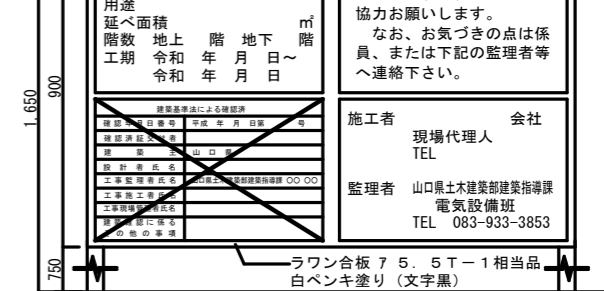 用途
延べ面積 ㎡
階数 地上 階 地下 階
工期 令和 年 月 日～
令和 年 月 日
協力お願いします。
なお、お気づきの点は係
員、または下記の監理者等
へ連絡下さい。
1,650
900
750
建築基準法による確認済
確認年月日番号 平成 年 月 日第 号
確認済証交付者
建築主 山口県
設計者氏名
工事監理者氏名 山口県土木建築部建築指導課 〇〇 〇〇
工事施工者氏名
工事現場管理者氏名
建築確認に係る
その他の事項
施工者 会社
現場代理人
TEL
監理者 山口県土木建築部建築指導課
電気設備班
TEL 083-933-3853
ラワン合板 7 5．5T－1相当品
白ペンキ塗り（文字黒）